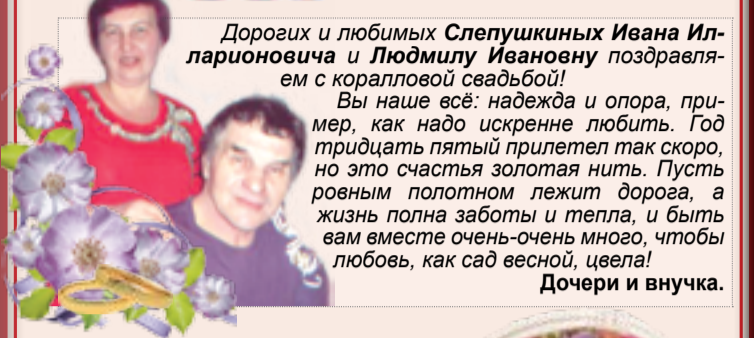 Дорогих и любимых Слепушкиных Ивана Ил-
ларионовича и Людмилу Ивановну поздравля-
ем с коралловой свадьбой!
Вы наше всё: надежда и опора, при-
мер, как надо искренне любить. Год
тридцать пятый прилетел так скоро,
но это счастья золотая нить. Пусть
ровным полотном лежит дорога, а
жизнь полна заботы и тепла, и быть
вам вместе очень-очень много, чтобы
любовь, как сад весной, цвела!
Дочери и внучка.